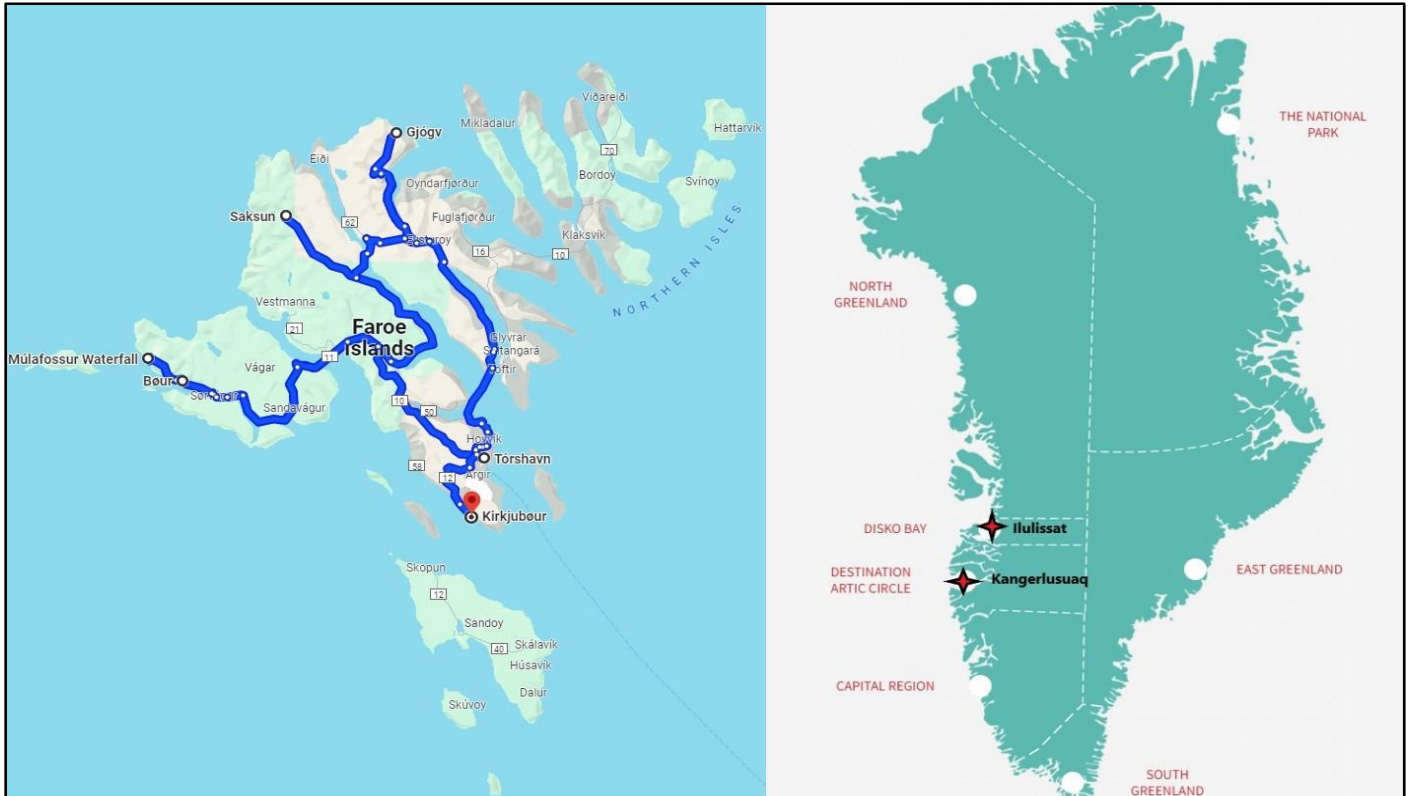 Gjógv
Viðareiði
Hattarvík
Mikladalur
Eiði
70
Oyndarfjørður
Bordoy
Svínoy
Saksun
62
Fuglafjørður
Klaksvík
16
10
NORTHERN ISLES
Vestmanna
21
Faroe
Islands
11
Glyvrar
Múlafossur Waterfall
Vágar
Bøur
Sandavágur
10
50
Tórshavn
58
12
Argir
Kirkjubøur
Skopun
12
Sandoy
40
Skálavík
Húsavík
Dalur
Skúvoy
THE NATIONAL
PARK
NORTH
GREENLAND
DISKO BAY
Ilulissat
DESTINATION
ARTIC CIRCLE
Kangerlusuaq
EAST GREENLAND
CAPITAL REGION
SOUTH
GREENLAND